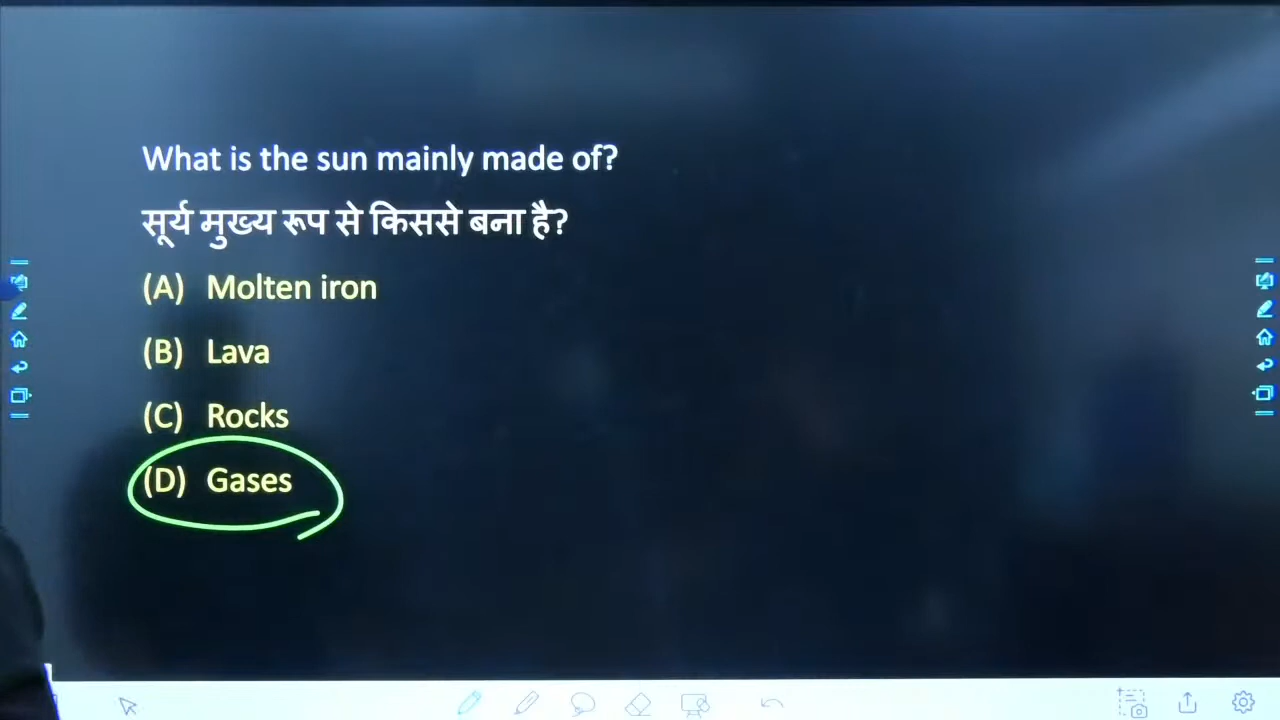 What is the sun mainly made of?
सूर्य मुख्य रूप से किससे बना है?
(A) Molten iron
(B) Lava
(C) Rocks
(D) Gases